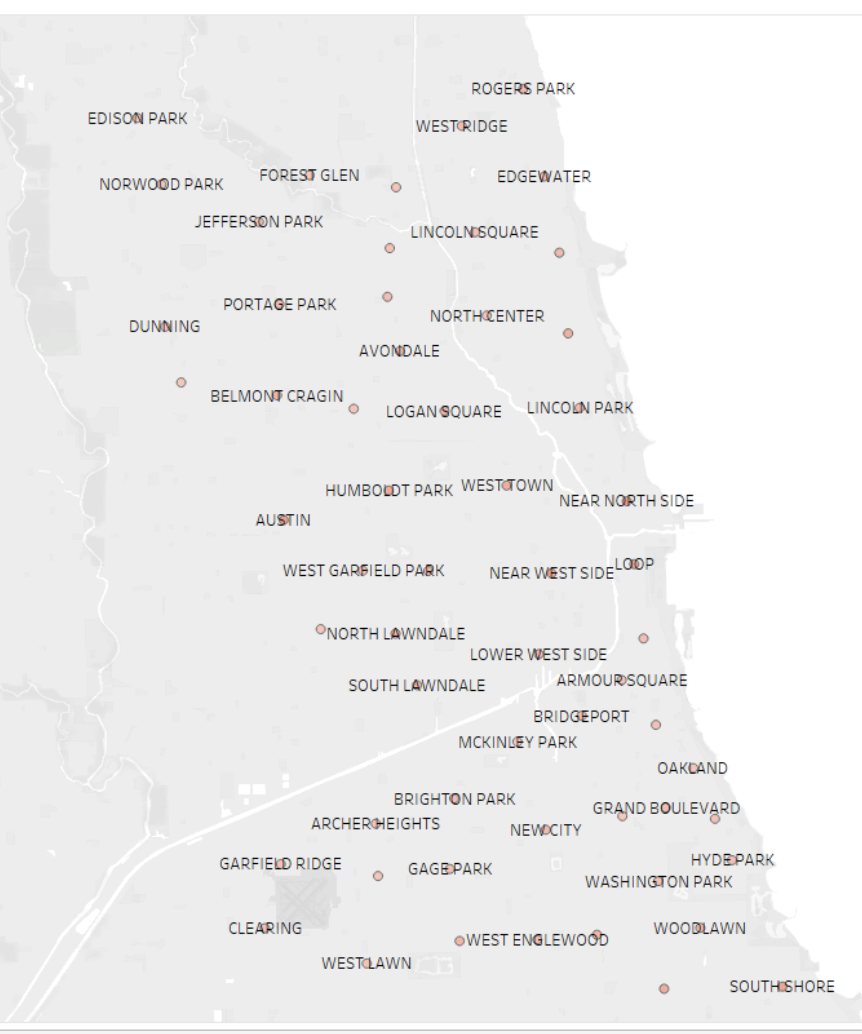 ROGERS PARK
EDISON PARK
WEST RIDGE
FOREST GLEN
EDGEWATER
NORWOOD PARK
JEFFERSON PARK
LINCOLN SQUARE
PORTAGE PARK
NORTH CENTER
DUNNING
AVONDALE
BELMONT CRAGIN
LOGAN SQUARE
LINCOLN PARK
HUMBOLDT PARK
WEST TOWN
NEAR NORTH SIDE
AUSTIN
LOOP
WEST GARFIELD PARK
NEAR WEST SIDE
NORTH LAWNDALE
LOWER WEST SIDE
ARMOUR SQUARE
SOUTH LAWNDALE
BRIDGEPORT
MCKINLEY PARK
OAKLAND
BRIGHTON PARK
GRAND BOULEVARD
ARCHER HEIGHTS
NEW CITY
HYDE PARK
GARFIELD RIDGE
GAGE PARK
WASHINGTON PARK
CLEARING
WOODLAWN
WEST ENGLEWOOD
WEST LAWN
SOUTH SHORE